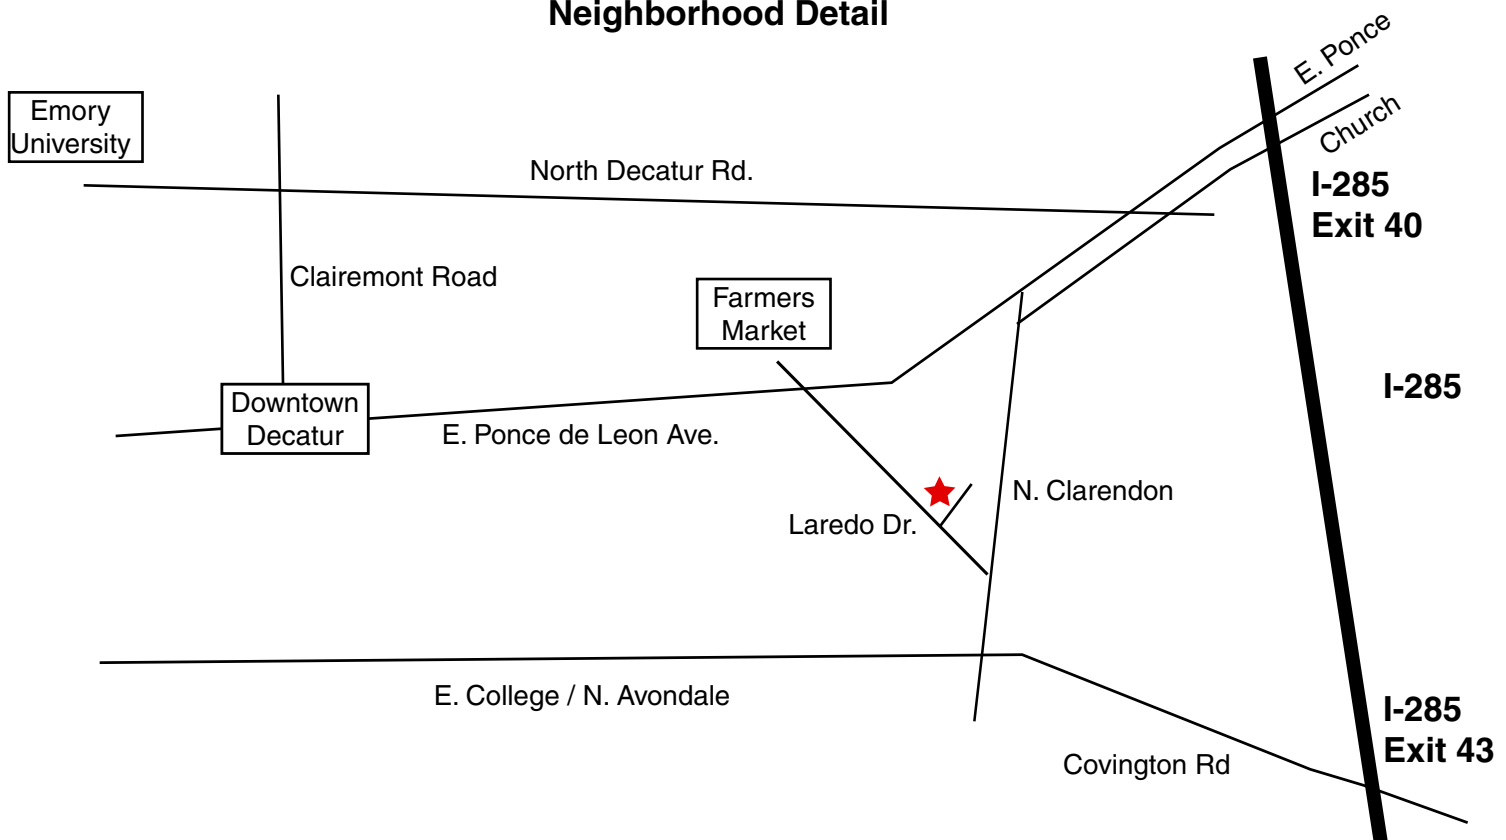 Neighborhood Detail
E. Ponce
Church
Emory
University
North Decatur Rd.
I-285
Exit 40
Clairemont Road
Farmers
Market
I-285
Downtown
Decatur
E. Ponce de Leon Ave.
N. Clarendon
Laredo Dr.
E. College / N. Avondale
I-285
Exit 43
Covington Rd